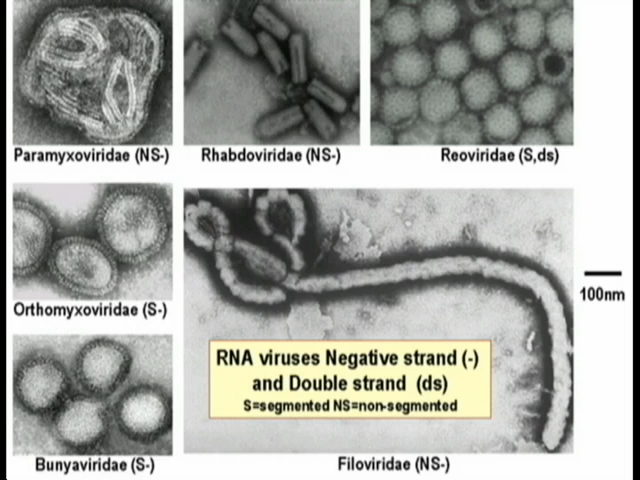 Paramyxoviridae (NS-)
Rhabdoviridae (NS-)
Reoviridae (S,ds)
Orthomyxoviridae (S-)
100nm
RNA viruses Negative strand (-)
and Double strand (ds)
S=segmented NS=non-segmented
Bunyaviridae (S-)
Filoviridae (NS-)